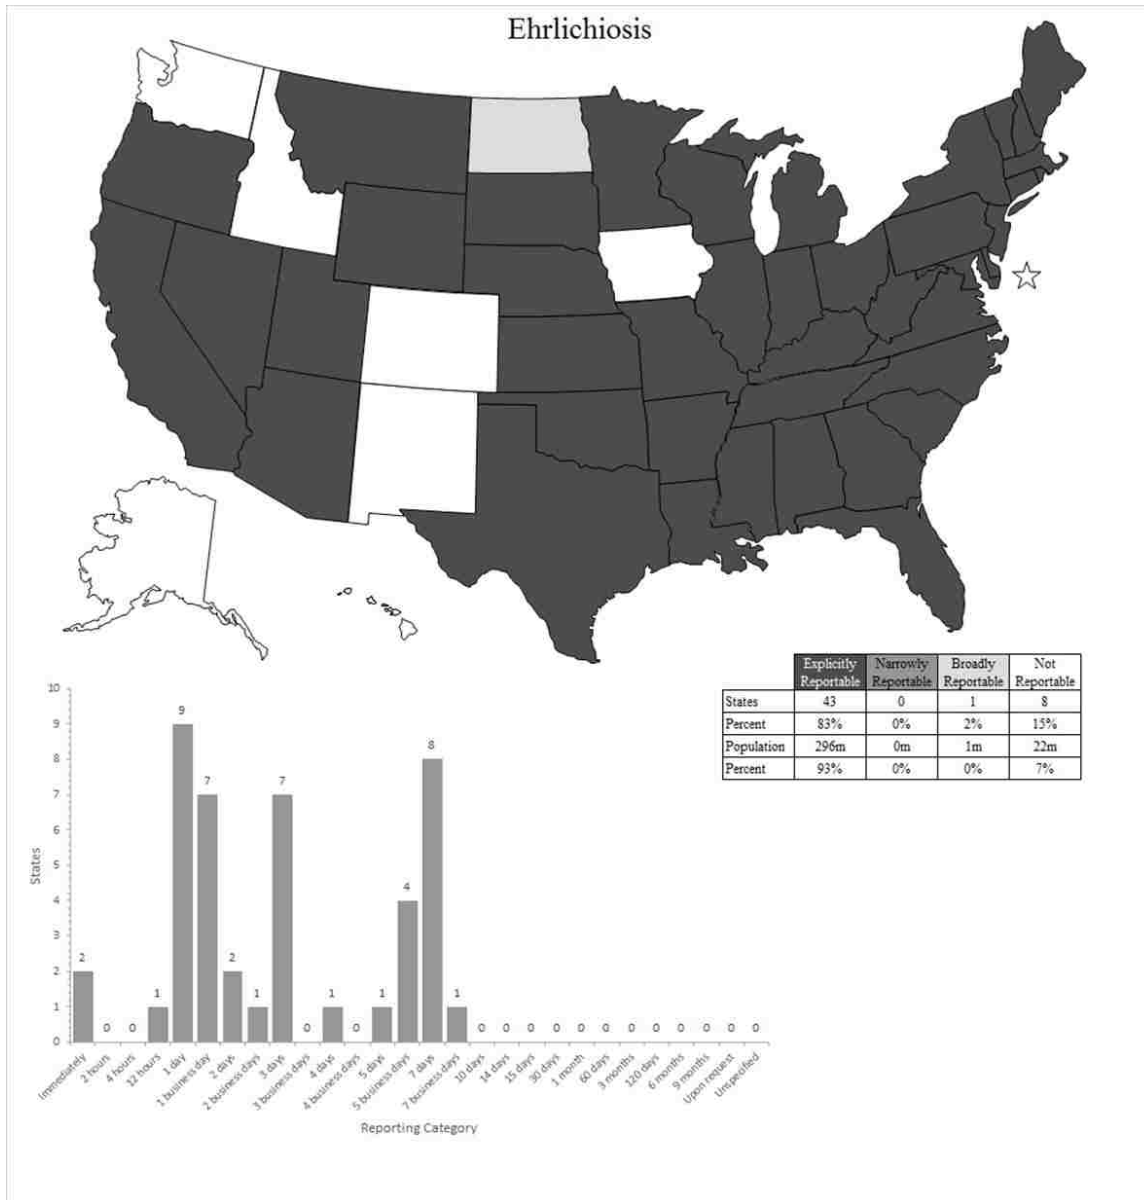 Ehrlichiosis
Explicitly Reportable Narrowly Reportable Broadly Reportable Not Reportable
States 43 0 1 8
Percent 83% 0% 2% 15%
Population 296m 0m 1m 22m
Percent 93% 0% 0% 7%
10
9
8
7
6
5
4
3
2
1
0
States
2 0 0 1 9 7 2 1 7 0 1 0 1 4 8 1 0 0 0 0 0 0 0 0 0 0 0 0
Immediately
2 hours
4 hours
12 hours
1 day
1 business day
2 days
2 business days
3 days
3 business days
4 days
4 business days
5 days
5 business days
7 days
7 business days
10 days
14 days
15 days
30 days
1 month
60 days
3 months
120 days
6 months
9 months
Upon request
Unspecified
Reporting Category